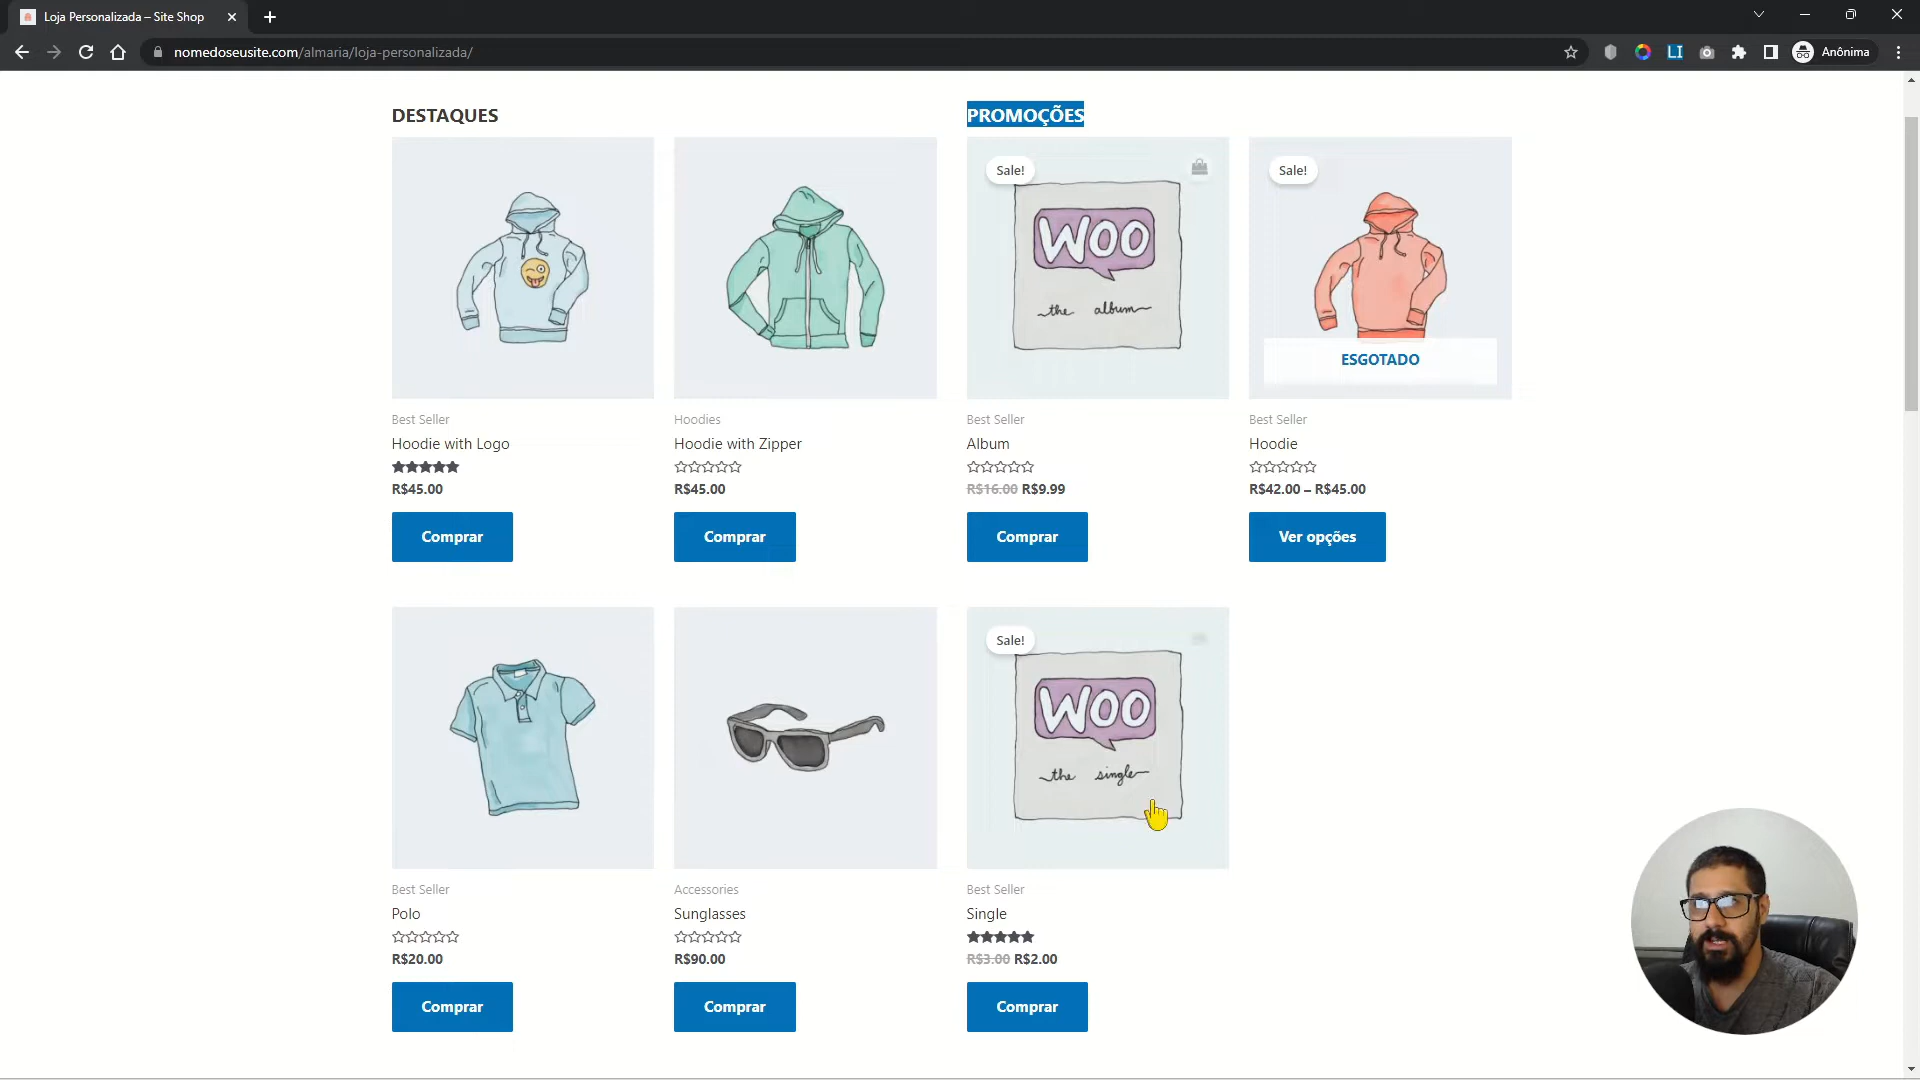 Loja Personalizada – Site Shop
nomedoseusite.com/almaria/loja-personalizada/
LI
Anônima
DESTAQUES
PROMOÇÕES
Sale!
WOO
the album
Sale!
ESGOTADO
Best Seller
Hoodie with Logo
R$45.00
Comprar
Hoodies
Hoodie with Zipper
R$45.00
Comprar
Best Seller
Album
R$16.00 R$9.99
Comprar
Best Seller
Hoodie
R$42.00 – R$45.00
Ver opções
Sale!
WOO
the single
Best Seller
Polo
R$20.00
Comprar
Accessories
Sunglasses
R$90.00
Comprar
Best Seller
Single
R$3.00 R$2.00
Comprar